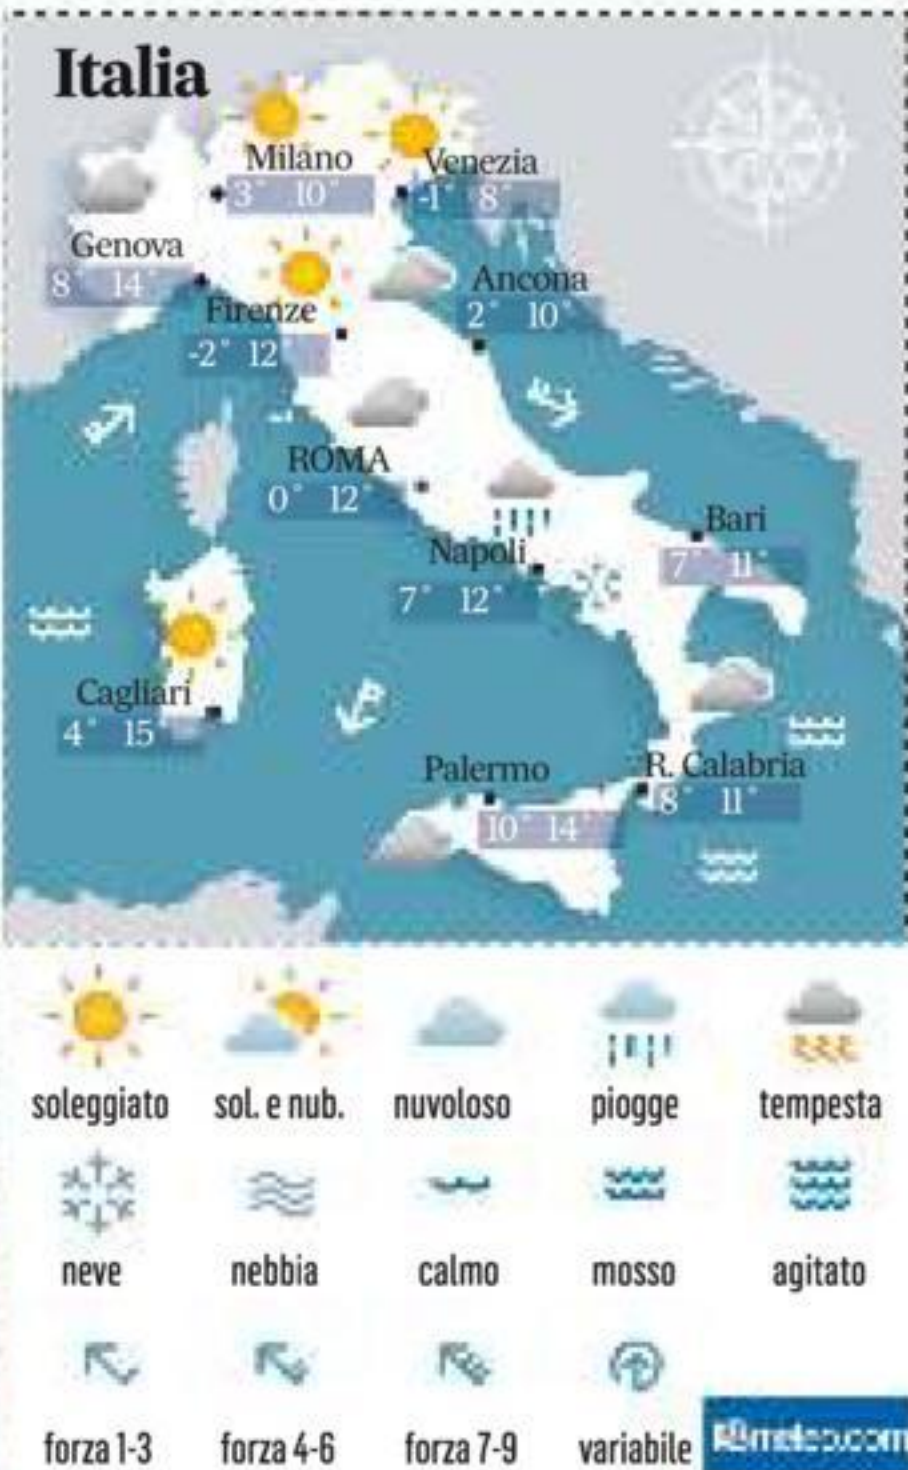 Italia
Milano
3° 10°
Venezia
-1° 8°
Genova
8° 14°
Firenze
-2° 12°
Ancona
2° 10°
ROMA
0° 12°
Napoli
7° 12°
Bari
7° 11°
Cagliari
4° 15°
Palermo
10° 14°
R. Calabria
8° 11°
soleggiato sol. e nub. nuvoloso piogge tempesta
neve nebbia calmo mosso agitato
forza 1-3 forza 4-6 forza 7-9 variabile